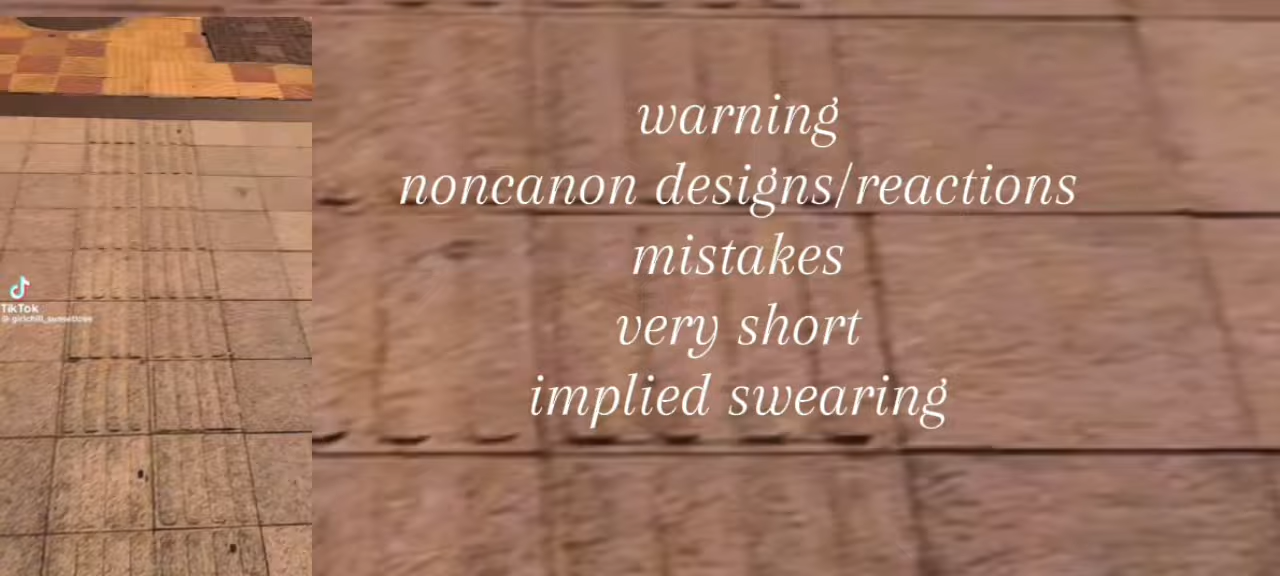 warning
noncanon designs/reactions
mistakes
very short
implied swearing
TikTok